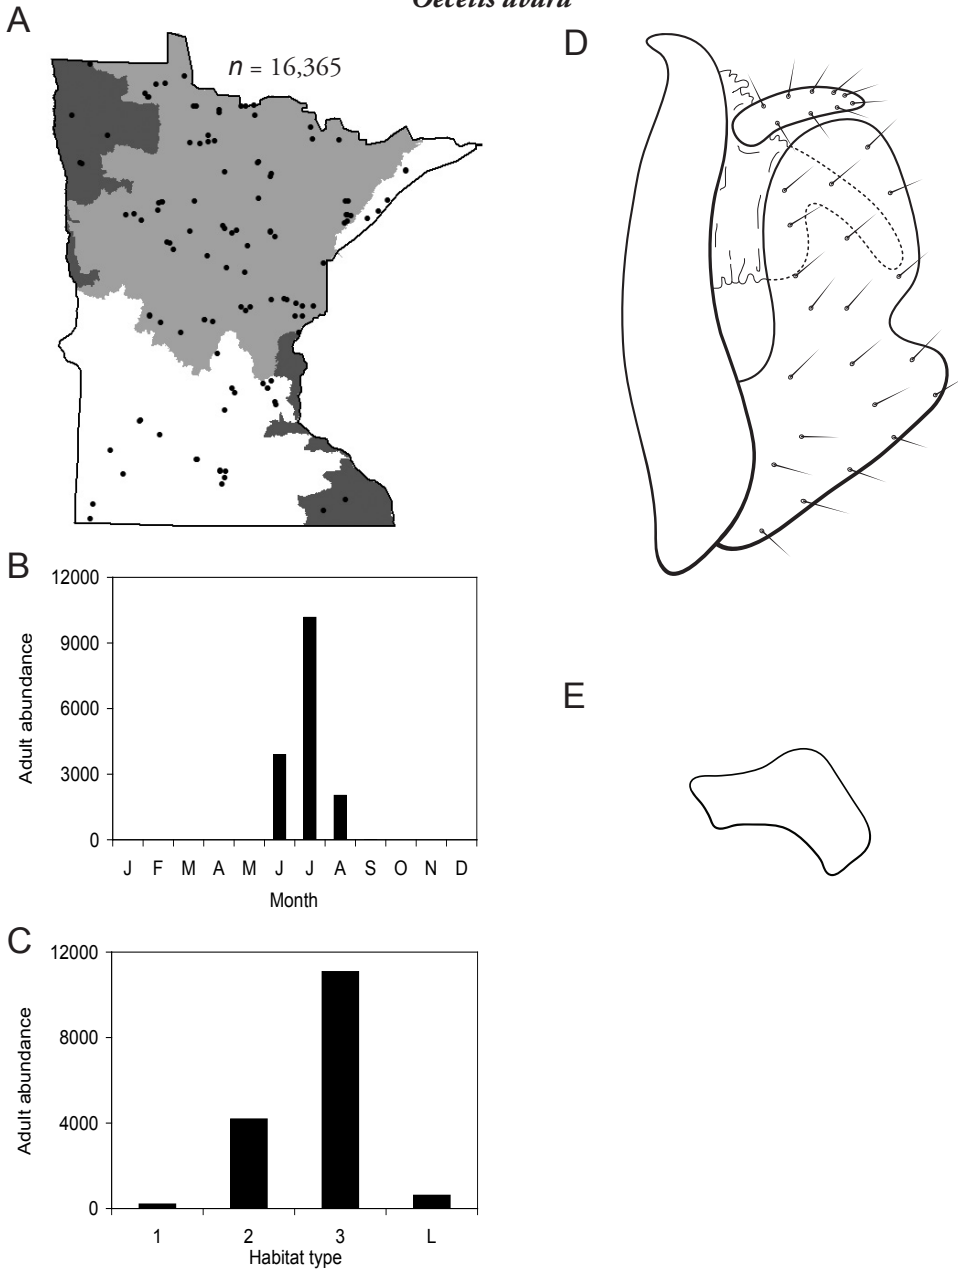 Oecetis avara
A
n = 16,365
D
B
12000
9000
6000
3000
0
Adult abundance
J F M A M J J A S O N D
Month
E
C
12000
8000
4000
0
Adult abundance
1 2 3 L
Habitat type